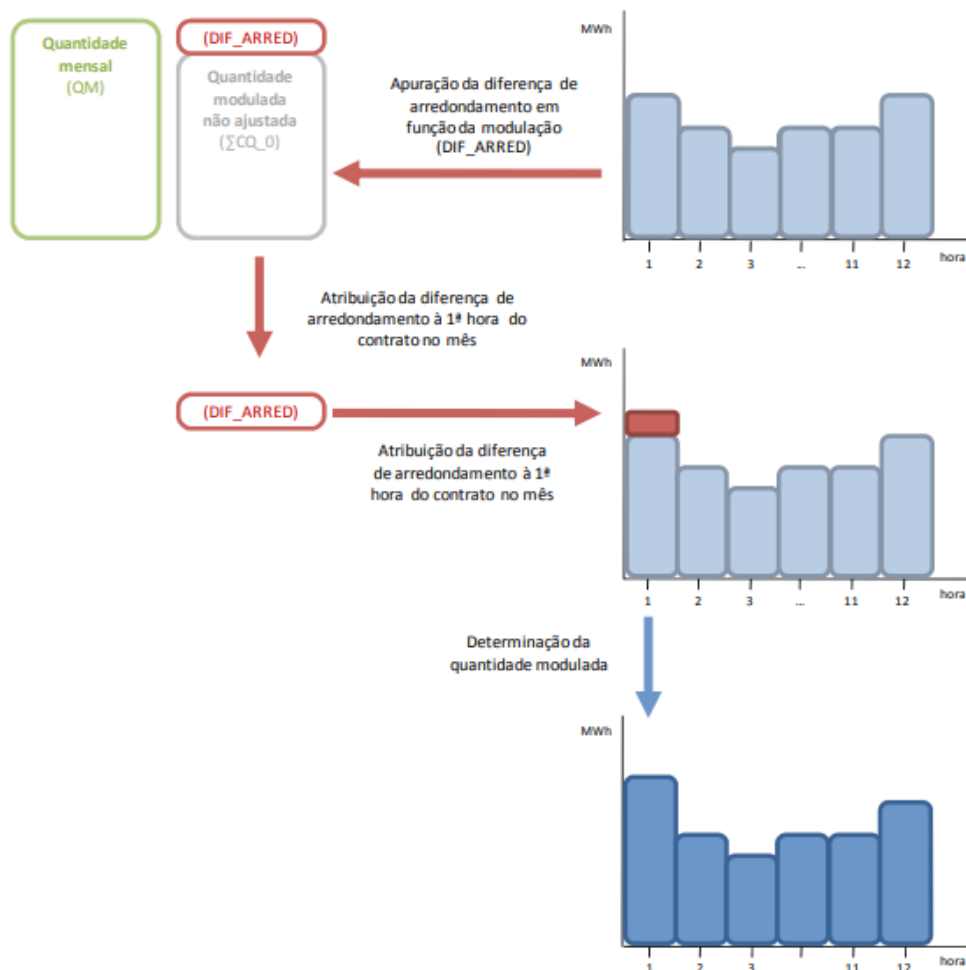 Quantidade
mensal
(QM)
(DIF_ARRED)
Quantidade
modulada
não ajustada
(∑CQ_0)
Apuração da diferença de
arredondamento em
função da modulação
(DIF_ARRED)
MWh
1 2 3 ... 11 12
hora
Atribuição da diferença de
arredondamento à 1ª hora do
contrato no mês
(DIF_ARRED)
Atribuição da diferença
de arredondamento à 1ª
hora do contrato no mês
MWh
1 2 3 ... 11 12
hora
Determinação da
quantidade modulada
MWh
1 2 3 ... 11 12
hora